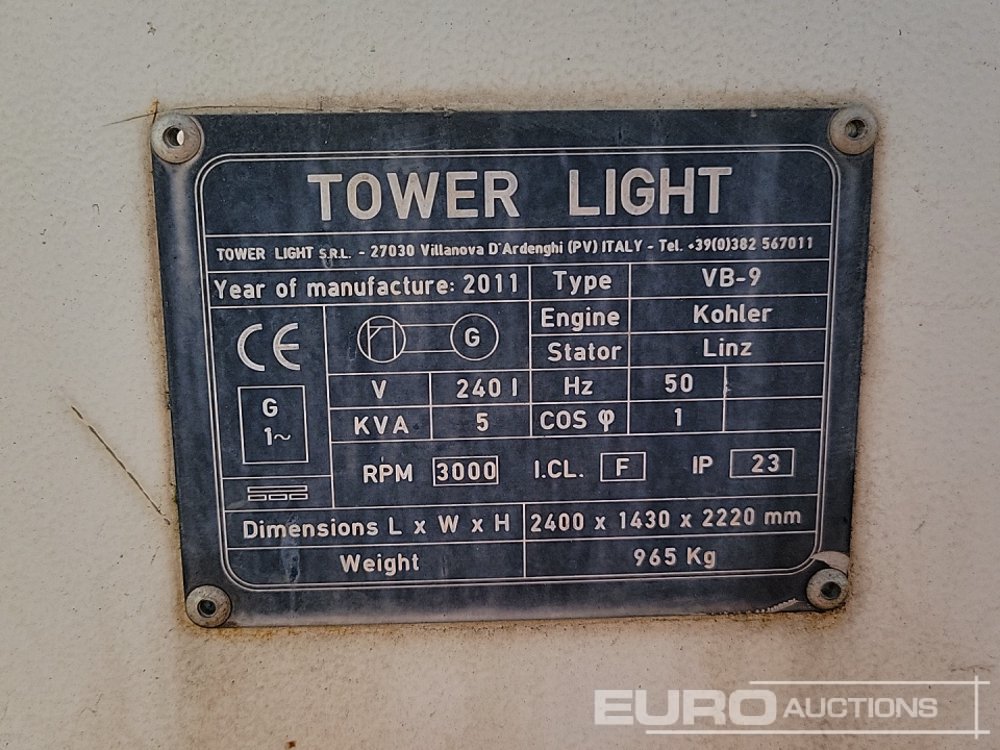 TOWER LIGHT
TOWER LIGHT S.R.L. - 27030 Villanova D'Ardenghi (PV) ITALY - Tel. +39(0)382 567011
Year of manufacture: 2011 Type VB-9
Engine Kohler
CE G Stator Linz
V 240 I Hz 50
G
1~ KVA 5 COS φ 1
RPM 3000 I.CL. F IP 23
Dimensions L x W x H 2400 x 1430 x 2220 mm
Weight 965 Kg
EURO AUCTIONS